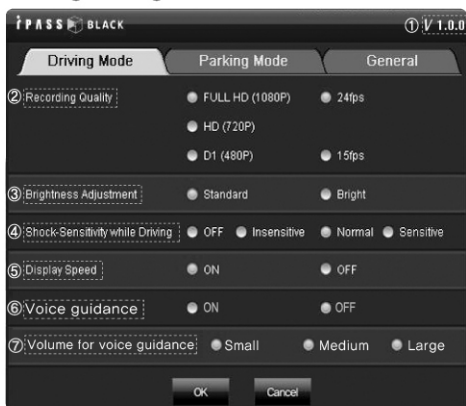 iPASS BLACK ① V 1.0.0
Driving Mode Parking Mode General
② Recording Quality FULL HD (1080P) 24fps
HD (720P)
D1 (480P) 15fps
③ Brightness Adjustment Standard Bright
④ Shock-Sensitivity while Driving OFF Insensitive Normal Sensitive
⑤ Display Speed ON OFF
⑥ Voice guidance ON OFF
⑦ Volume for voice guidance Small Medium Large
OK Cancel